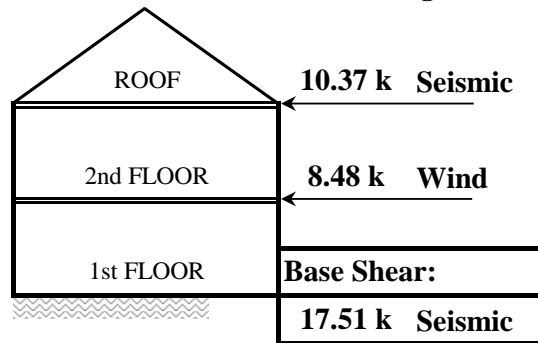 ROOF
10.37 k Seismic
2nd FLOOR
8.48 k Wind
1st FLOOR
Base Shear:
17.51 k Seismic